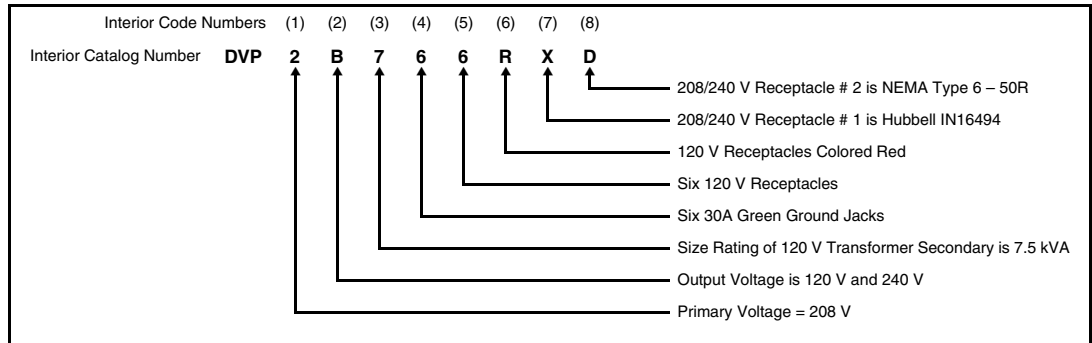 Interior Code Numbers (1) (2) (3) (4) (5) (6) (7) (8)
Interior Catalog Number DVP 2 B 7 6 6 R X D
208/240 V Receptacle # 2 is NEMA Type 6 – 50R
208/240 V Receptacle # 1 is Hubbell IN16494
120 V Receptacles Colored Red
Six 120 V Receptacles
Six 30A Green Ground Jacks
Size Rating of 120 V Transformer Secondary is 7.5 kVA
Output Voltage is 120 V and 240 V
Primary Voltage = 208 V